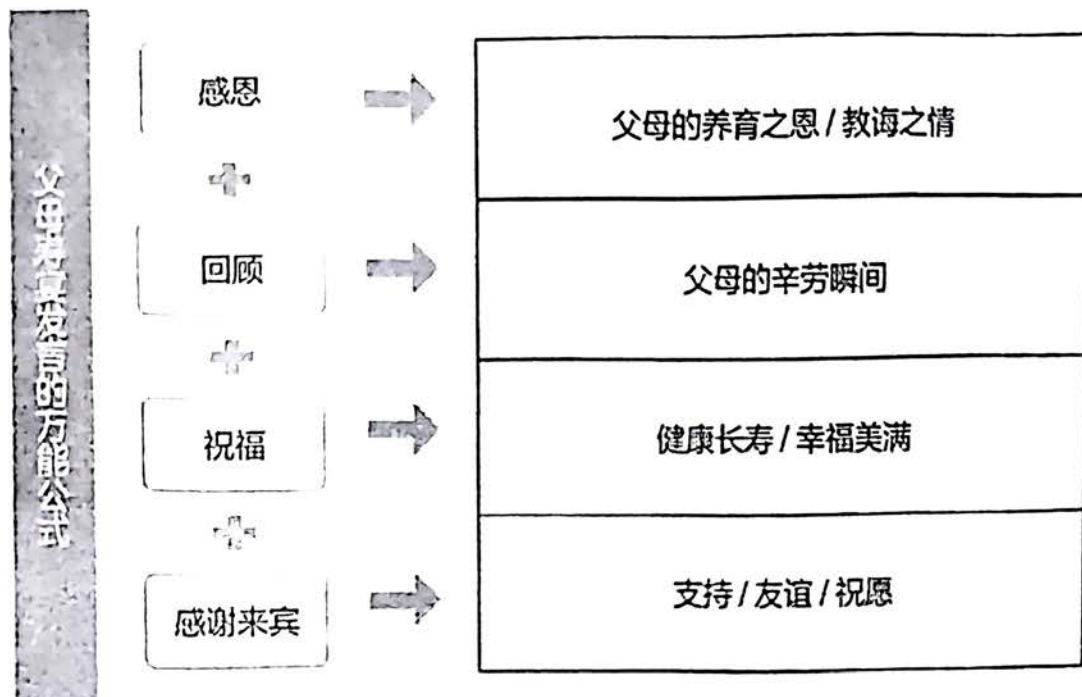 父母寿宴发言的万能公式
感恩
父母的养育之恩 / 教诲之情
回顾
父母的辛劳瞬间
祝福
健康长寿 / 幸福美满
感谢来宾
支持 / 友谊 / 祝愿